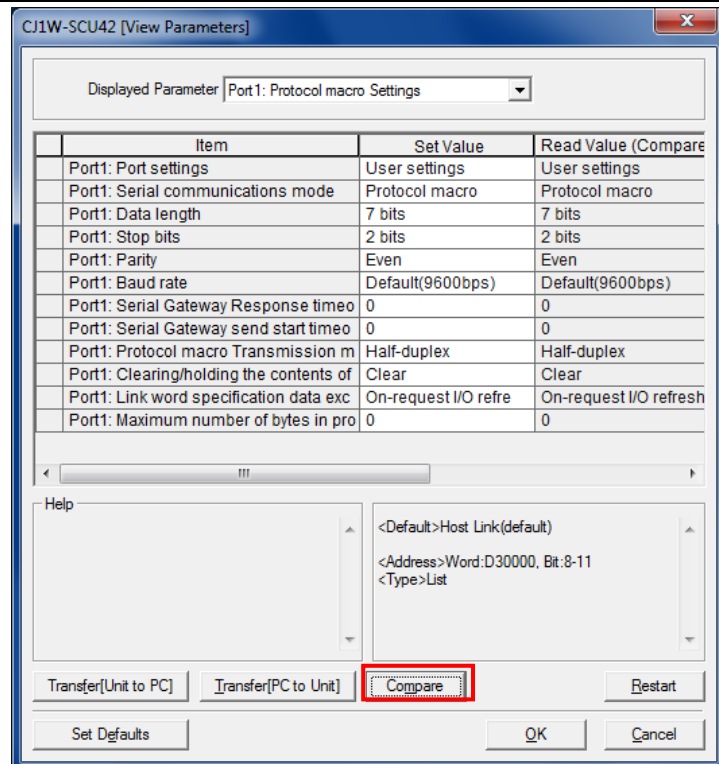 CJ1W-SCU42 [View Parameters]
Displayed Parameter Port1: Protocol macro Settings
Item Set Value Read Value (Compare
Port1: Port settings User settings User settings
Port1: Serial communications mode Protocol macro Protocol macro
Port1: Data length 7 bits 7 bits
Port1: Stop bits 2 bits 2 bits
Port1: Parity Even Even
Port1: Baud rate Default(9600bps) Default(9600bps)
Port1: Serial Gateway Response timeo 0 0
Port1: Serial Gateway send start timeo 0 0
Port1: Protocol macro Transmission m Half-duplex Half-duplex
Port1: Clearing/holding the contents of Clear Clear
Port1: Link word specification data exc On-request I/O refre On-request I/O refresh
Port1: Maximum number of bytes in pro 0 0
Help
<Default>Host Link(default)
<Address>Word:D30000, Bit:8-11
<Type>List
Transfer[Unit to PC] Transfer[PC to Unit] Compare Restart
Set Defaults OK Cancel